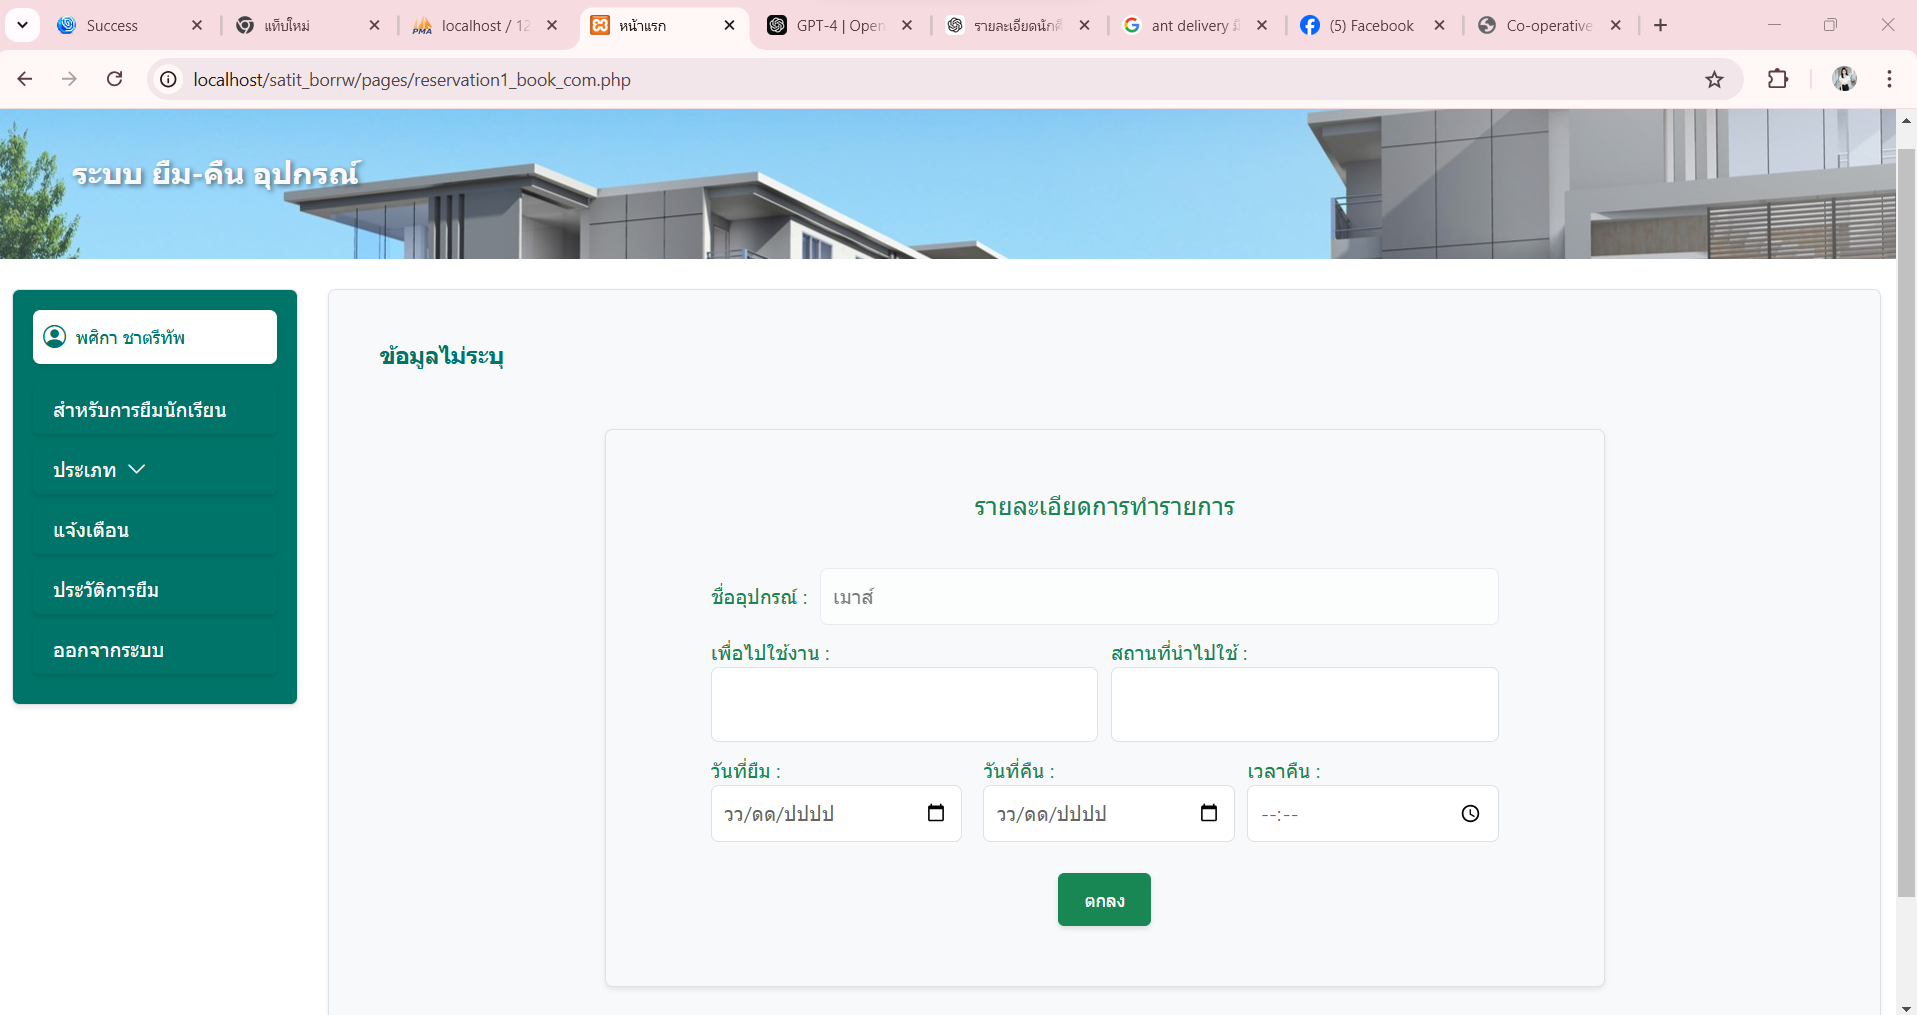 Success
แท็บใหม่
localhost / 12
หน้าแรก
GPT-4 | Open
รายละเอียดนักศึ
ant delivery มี
(5) Facebook
Co-operative
localhost/satit_borrw/pages/reservation1_book_com.php
ระบบ ยืม-คืน อุปกรณ์
พศิกา ชาตรีทัพ
สำหรับการยืมนักเรียน
ประเภท
แจ้งเตือน
ประวัติการยืม
ออกจากระบบ
ข้อมูลไม่ระบุ
รายละเอียดการทำรายการ
ชื่ออุปกรณ์ : เมาส์
เพื่อไปใช้งาน : สถานที่นำไปใช้ :
วันที่ยืม : วันที่คืน : เวลาคืน :
วว/ดด/ปปปป วว/ดด/ปปปป --:--
ตกลง